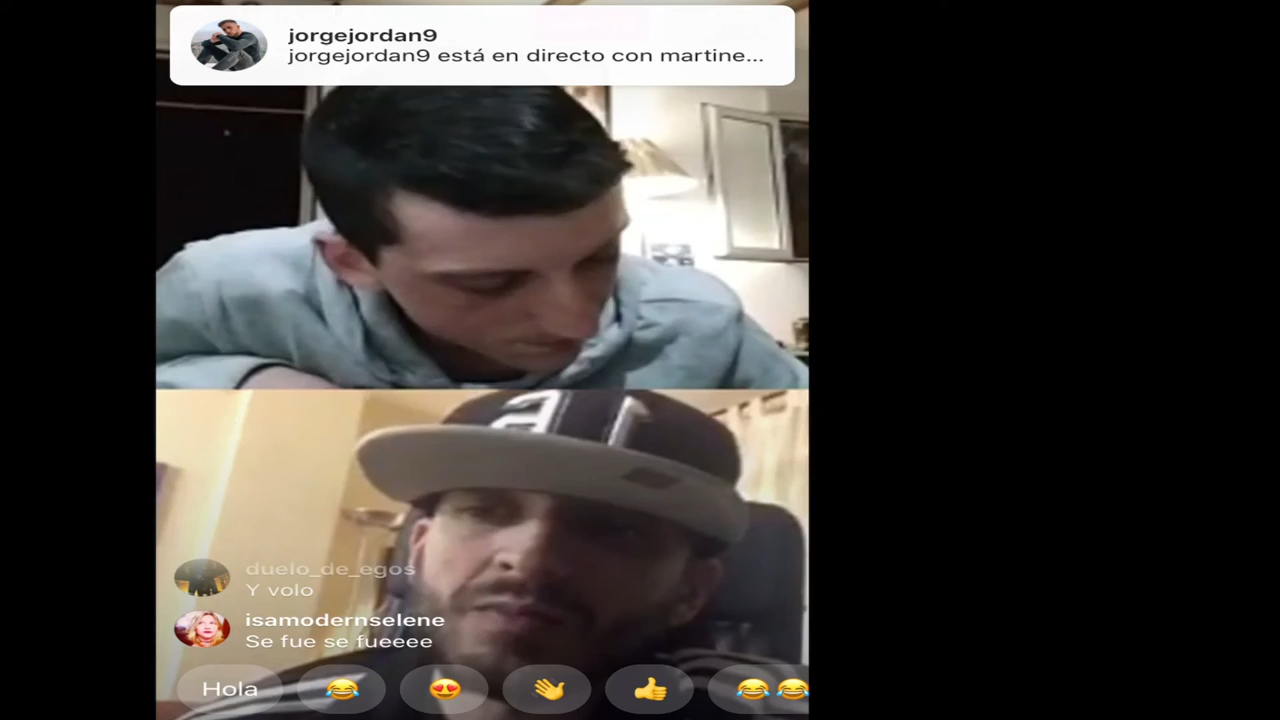 jorgejordan9
jorgejordan9 está en directo con martine...
duelo_de_egos
Y volo
isamodernselene
Se fue se fueeee
Hola